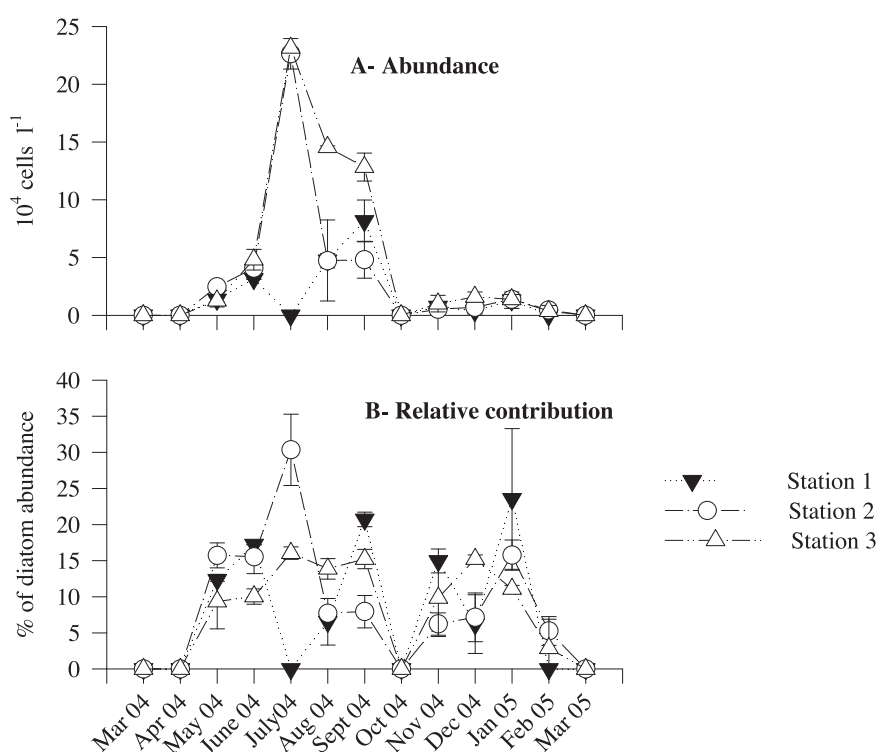 25
20
15
10
5
0
10⁴ cells l⁻¹
A- Abundance
40
35
30
25
20
15
10
5
0
% of diatom abundance
B- Relative contribution
Mar 04
Apr 04
May 04
June 04
July04
Aug 04
Sept 04
Oct 04
Nov 04
Dec 04
Jan 05
Feb 05
Mar 05
Station 1
Station 2
Station 3